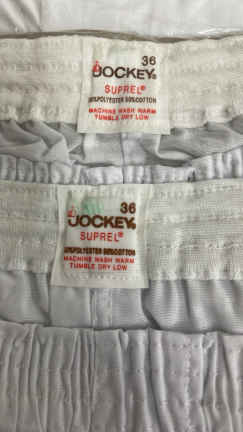 36
JOCKEY®
SUPREL®
50%POLYESTER 50%COTTON
MACHINE WASH WARM
TUMBLE DRY LOW
36
JOCKEY®
SUPREL®
50%POLYESTER 50%COTTON
MACHINE WASH WARM
TUMBLE DRY LOW